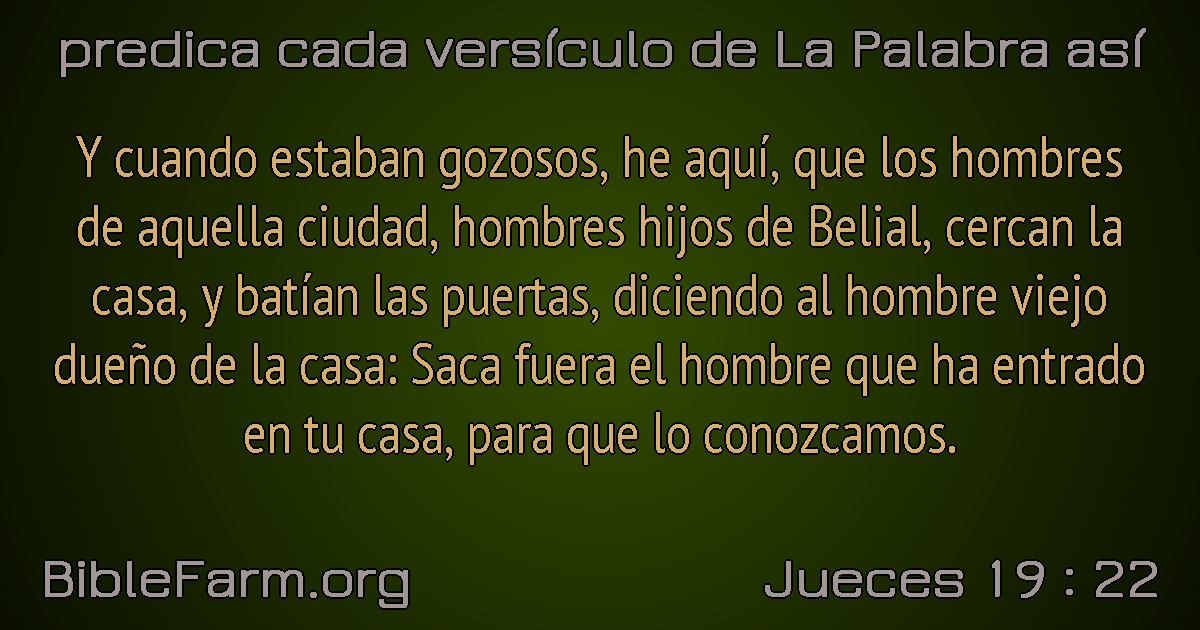 predica cada versículo de La Palabra así
Y cuando estaban gozosos, he aquí, que los hombres
de aquella ciudad, hombres hijos de Belial, cercan la
casa, y batían las puertas, diciendo al hombre viejo
dueño de la casa: Saca fuera el hombre que ha entrado
en tu casa, para que lo conozcamos.
BibleFarm.org
Jueces 19 : 22